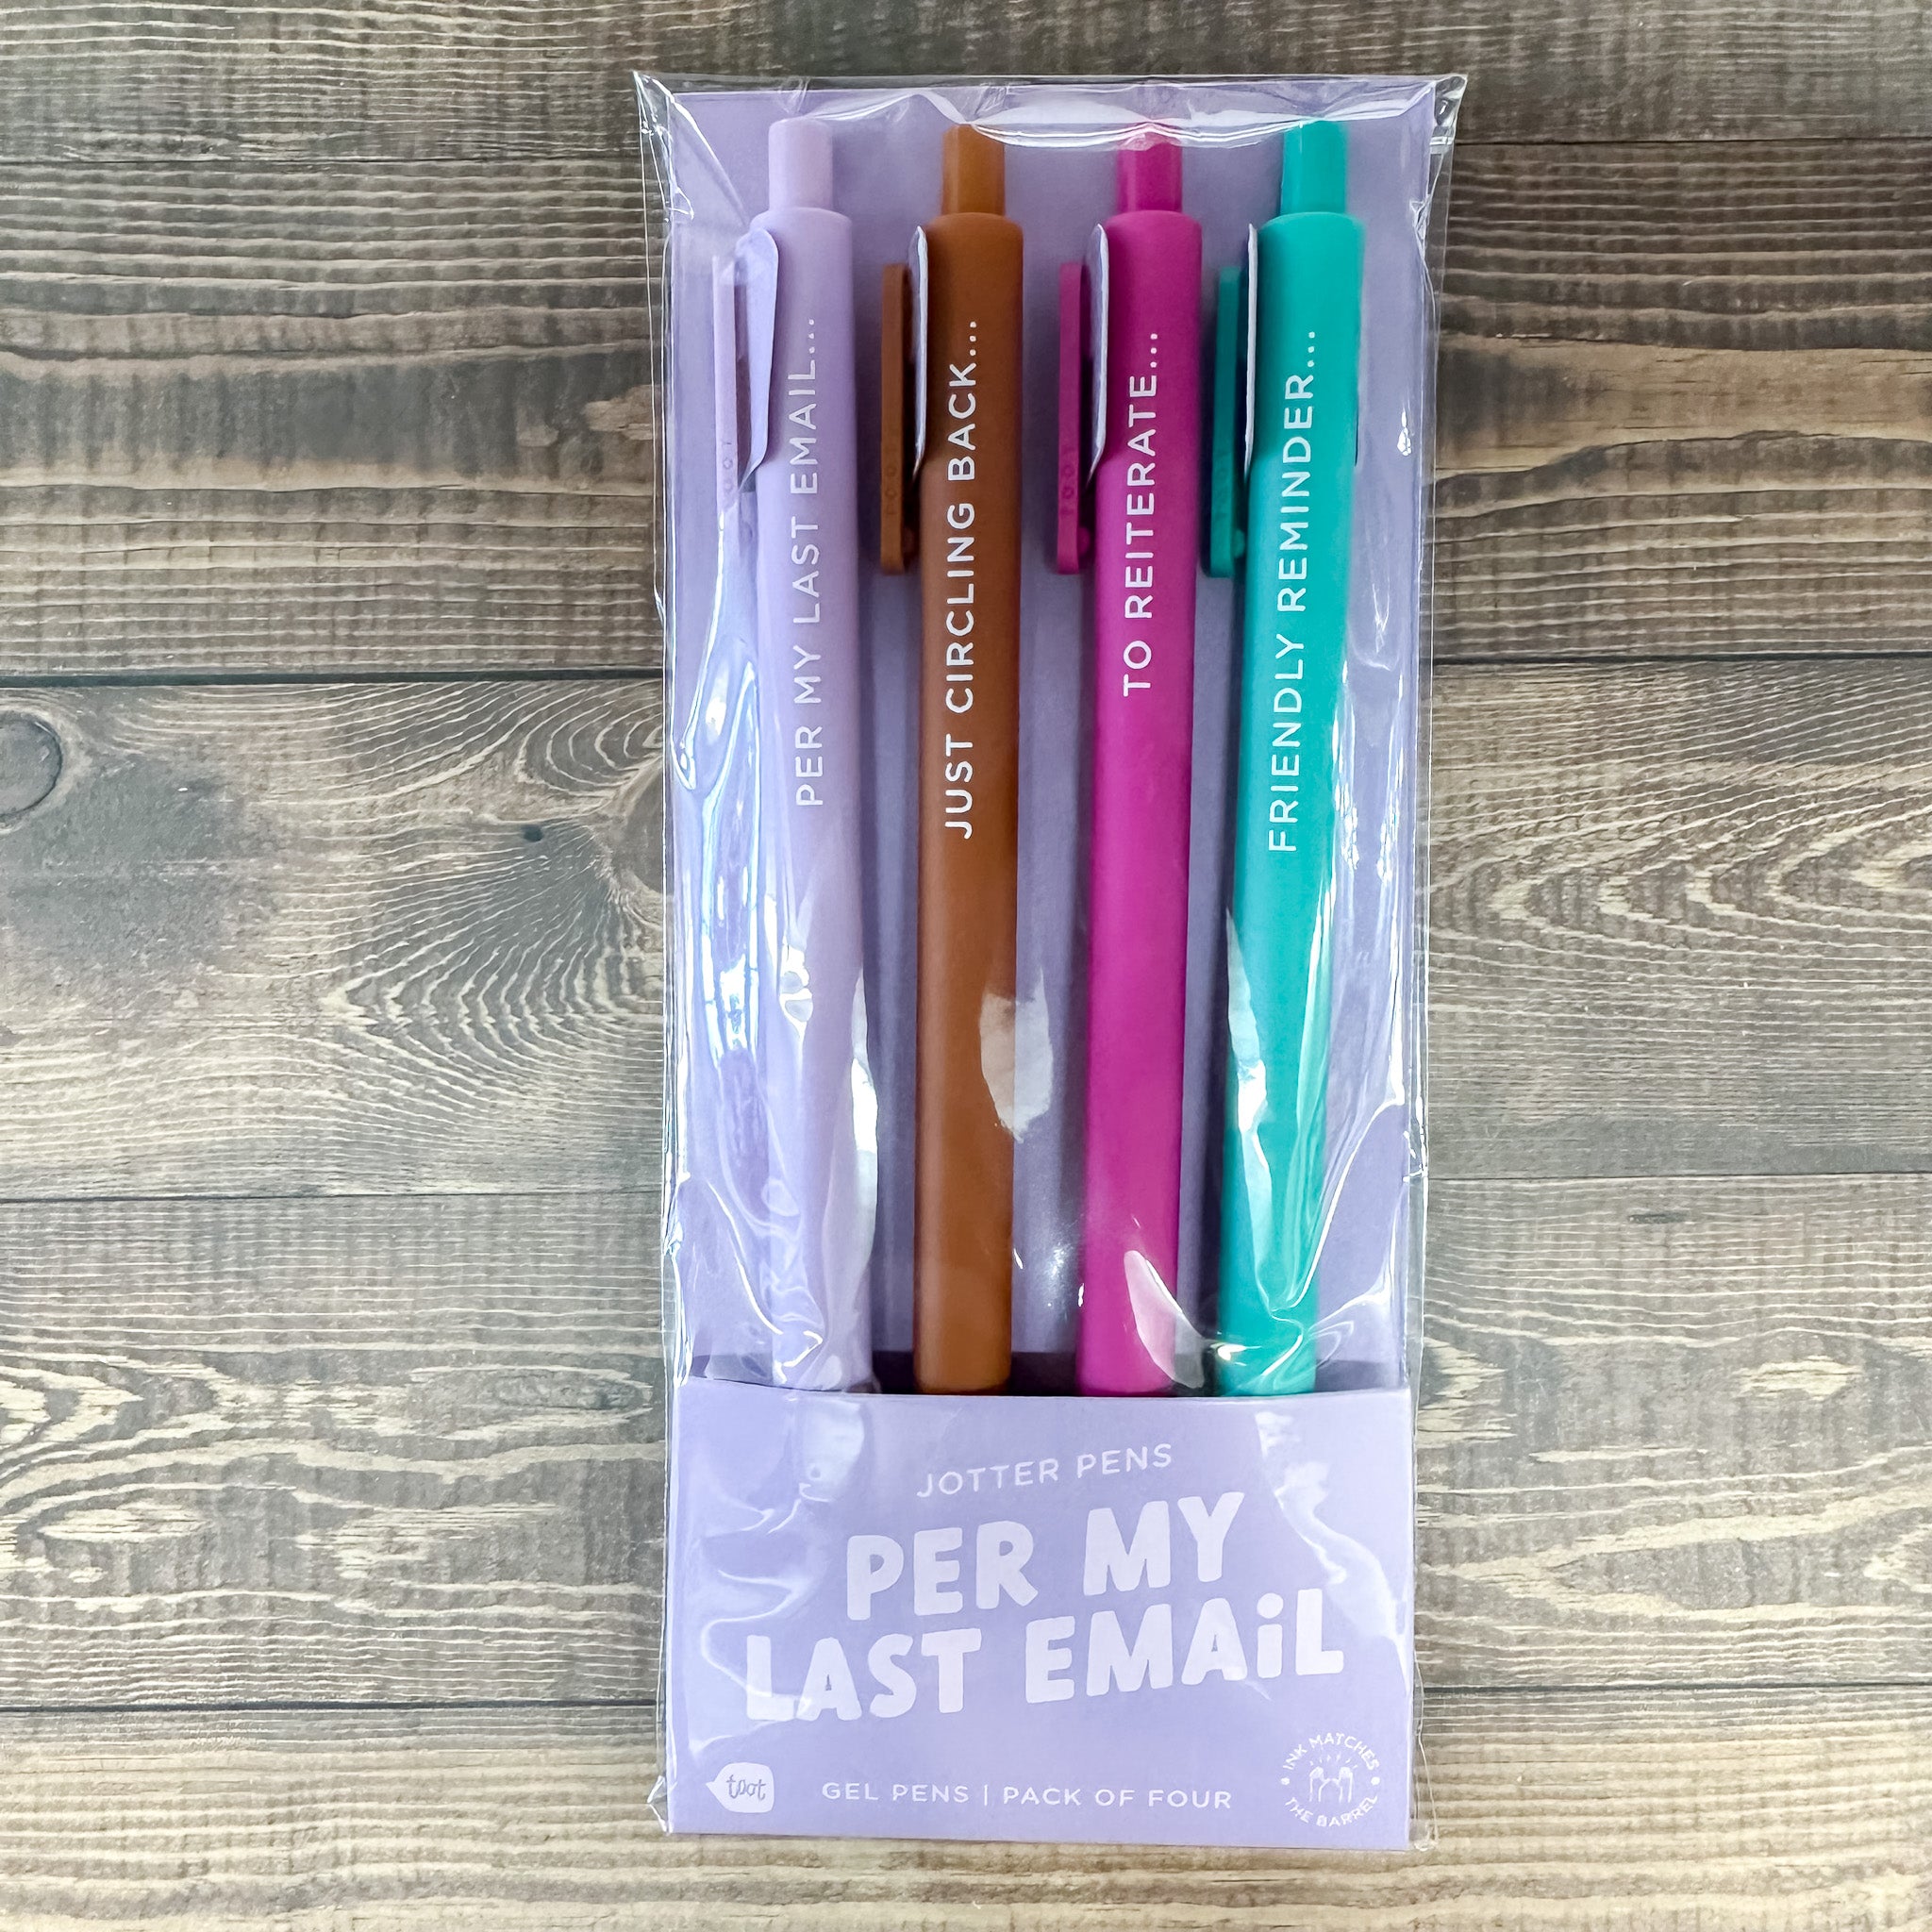 PER MY LAST EMAIL...
JUST CIRCLING BACK...
TO REITERATE...
FRIENDLY REMINDER...
JOTTER PENS
PER MY
LAST EMAiL
toot
GEL PENS | PACK OF FOUR
INK MATCHES
THE BARREL